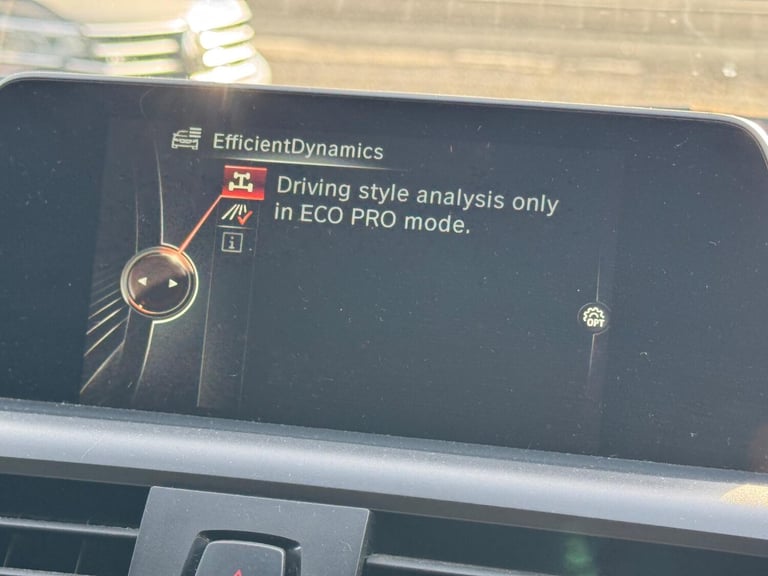 EfficientDynamics
Driving style analysis only
in ECO PRO mode.
OPT